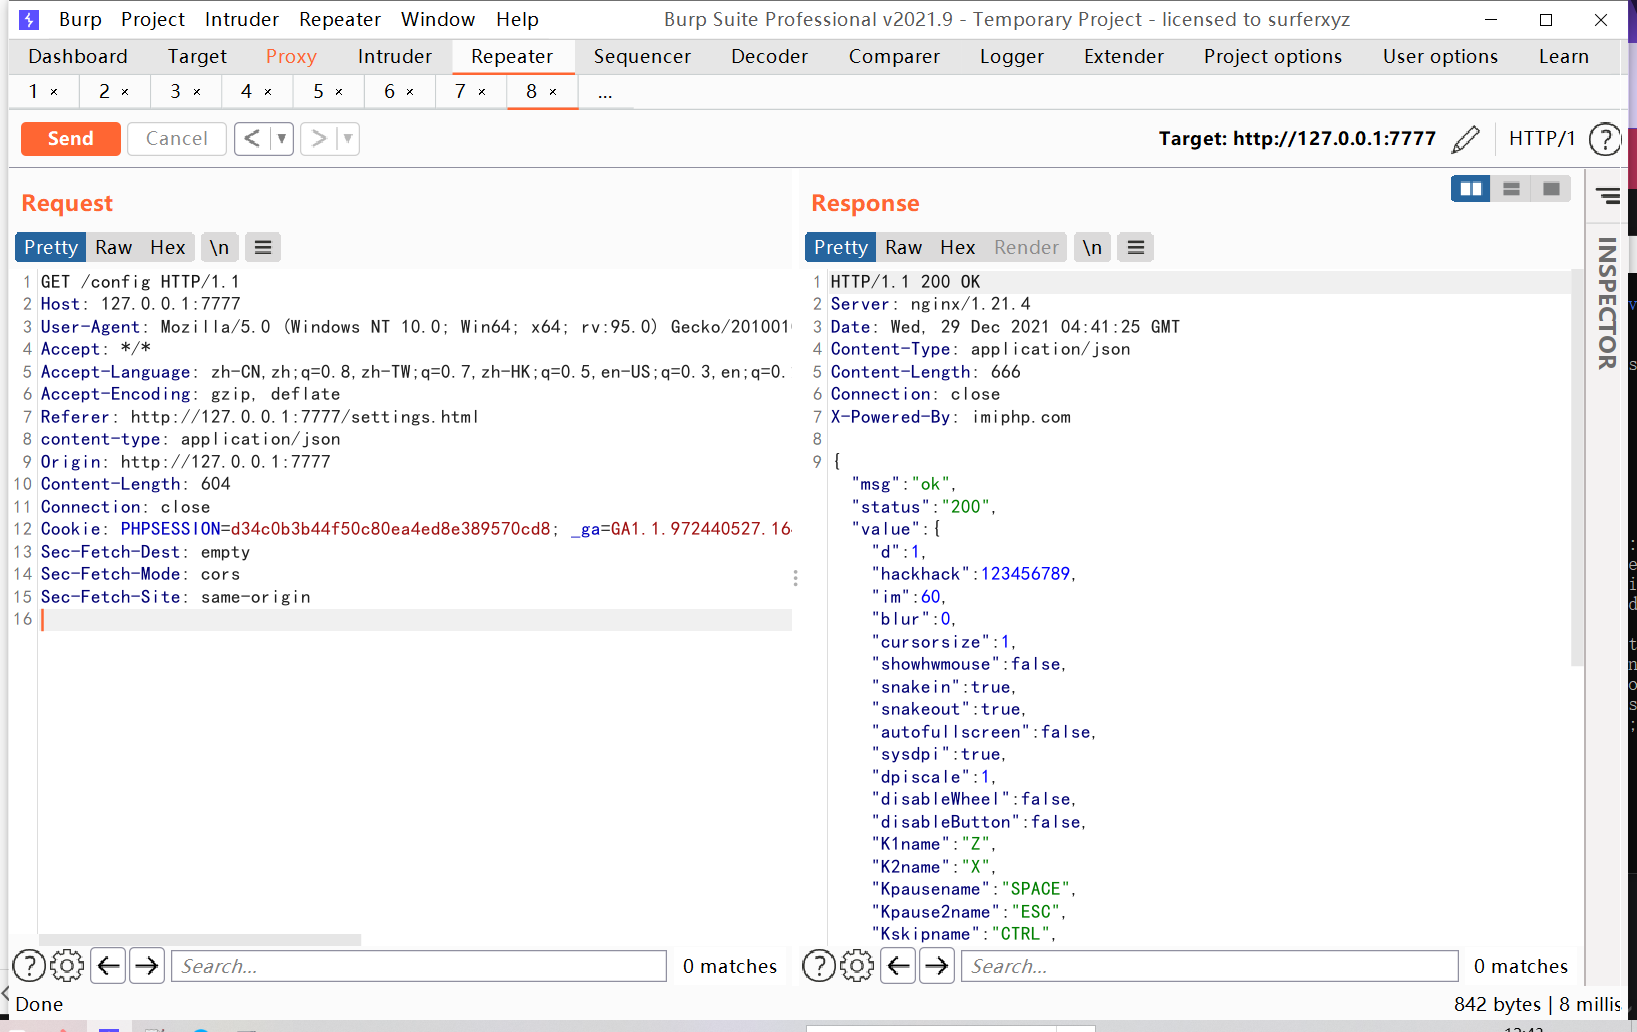 Burp Project Intruder Repeater Window Help Burp Suite Professional v2021.9 - Temporary Project - licensed to surferxyz
Dashboard Target Proxy Intruder Repeater Sequencer Decoder Comparer Logger Extender Project options User options Learn
1 × 2 × 3 × 4 × 5 × 6 × 7 × 8 × ...
Send Cancel < ▼ > ▼ Target: http://127.0.0.1:7777 HTTP/1 ?
Request
Pretty Raw Hex \n ≡
1 GET /config HTTP/1.1
2 Host: 127.0.0.1:7777
3 User-Agent: Mozilla/5.0 (Windows NT 10.0; Win64; x64; rv:95.0) Gecko/2010010
4 Accept: */*
5 Accept-Language: zh-CN,zh;q=0.8,zh-TW;q=0.7,zh-HK;q=0.5,en-US;q=0.3,en;q=0.
6 Accept-Encoding: gzip, deflate
7 Referer: http://127.0.0.1:7777/settings.html
8 content-type: application/json
9 Origin: http://127.0.0.1:7777
10 Content-Length: 604
11 Connection: close
12 Cookie: PHPSESSION=d34c0b3b44f50c80ea4ed8e389570cd8; _ga=GA1.1.972440527.16
13 Sec-Fetch-Dest: empty
14 Sec-Fetch-Mode: cors
15 Sec-Fetch-Site: same-origin
16
Search...
0 matches
Response
Pretty Raw Hex Render \n ≡
1 HTTP/1.1 200 OK
2 Server: nginx/1.21.4
3 Date: Wed, 29 Dec 2021 04:41:25 GMT
4 Content-Type: application/json
5 Content-Length: 666
6 Connection: close
7 X-Powered-By: imiphp.com
8
9 {
"msg":"ok",
"status":"200",
"value":{
"d":1,
"hackhack":123456789,
"im":60,
"blur":0,
"cursorsize":1,
"showhwmouse":false,
"snakein":true,
"snakeout":true,
"autofullscreen":false,
"sysdpi":true,
"dpiscale":1,
"disableWheel":false,
"disableButton":false,
"K1name":"Z",
"K2name":"X",
"Kpausename":"SPACE",
"Kpause2name":"ESC",
"Kskipname":"CTRL",
Search...
0 matches
INSPECTOR
Done
842 bytes | 8 millis